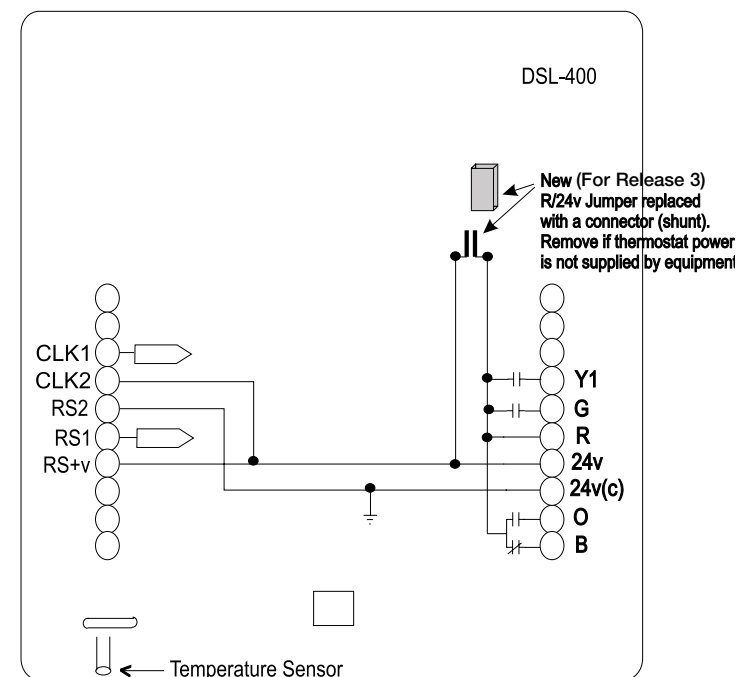 DSL-400
New (For Release 3)
R/24v Jumper replaced
with a connector (shunt).
Remove if thermostat power
is not supplied by equipment
CLK1
CLK2
RS2
RS1
RS+v
Y1
G
R
24v
24v(c)
O
B
Temperature Sensor